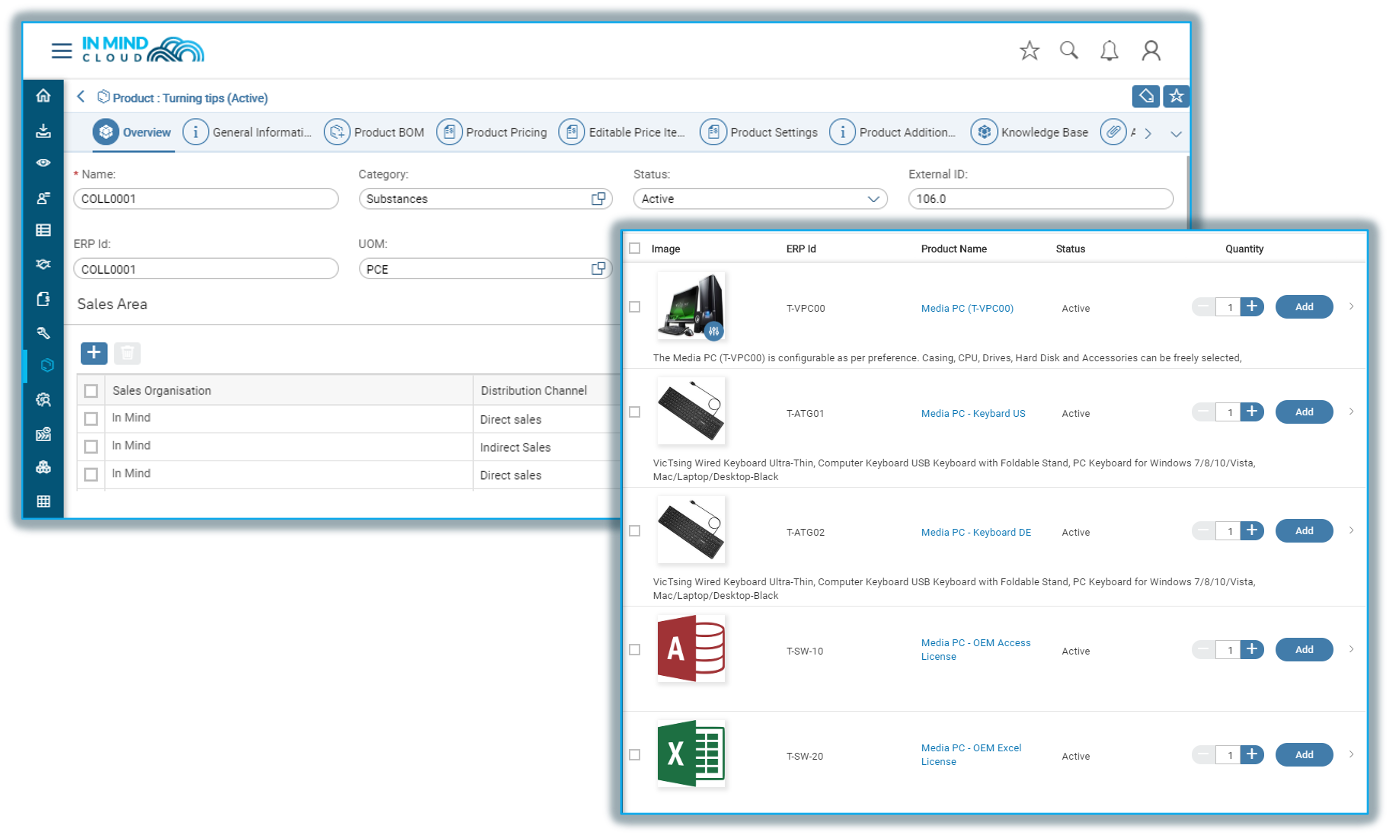 IN MIND
CLOUD
Product : Turning tips (Active)
Overview
General Informati...
Product BOM
Product Pricing
Editable Price Ite...
Product Settings
Product Addition...
Knowledge Base
* Name:
Category:
Status:
External ID:
COLL0001
Substances
Active
106.0
ERP Id:
UOM:
COLL0001
PCE
Sales Area
Sales Organisation
Distribution Channel
In Mind
Direct sales
In Mind
Indirect Sales
In Mind
Direct sales
Image
ERP Id
Product Name
Status
Quantity
T-VPC00
Media PC (T-VPC00)
Active
1
Add
The Media PC (T-VPC00) is configurable as per preference. Casing, CPU, Drives, Hard Disk and Accessories can be freely selected,
T-ATG01
Media PC - Keybard US
Active
1
Add
VicTsing Wired Keyboard Ultra-Thin, Computer Keyboard USB Keyboard with Foldable Stand, PC Keyboard for Windows 7/8/10/Vista,
Mac/Laptop/Desktop-Black
T-ATG02
Media PC - Keyboard DE
Active
1
Add
VicTsing Wired Keyboard Ultra-Thin, Computer Keyboard USB Keyboard with Foldable Stand, PC Keyboard for Windows 7/8/10/Vista,
Mac/Laptop/Desktop-Black
A
T-SW-10
Media PC - OEM Access
License
Active
1
Add
X
T-SW-20
Media PC - OEM Excel
License
Active
1
Add